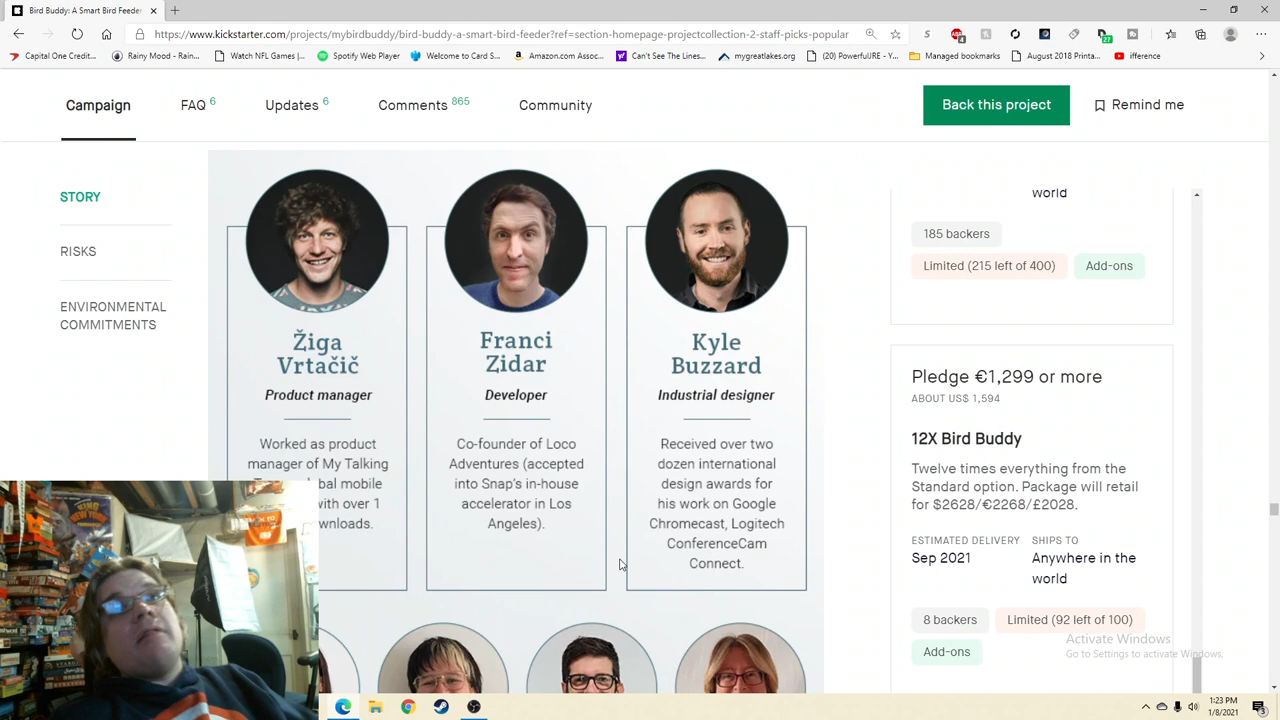 Bird Buddy: A Smart Bird Feeder
https://www.kickstarter.com/projects/mybirdbuddy/bird-buddy-a-smart-bird-feeder?ref=section-homepage-projectcollection-2-staff-picks-popular
Capital One Credit... Rainy Mood - Rain... Watch NFL Games |... Spotify Web Player Welcome to Card S... Amazon.com Assoc... Can't See The Lines... mygreatlakes.org (20) PowerfulJRE - Y... Managed bookmarks August 2018 Printa... ifference
Campaign FAQ 6 Updates 6 Comments 865 Community Back this project Remind me
STORY
RISKS
ENVIRONMENTAL
COMMITMENTS
Žiga
Vrtačič
Product manager
Worked as product
manager of My Talking
bal mobile
with over 1
wnloads.
Franci
Zidar
Developer
Co-founder of Loco
Adventures (accepted
into Snap's in-house
accelerator in Los
Angeles).
Kyle
Buzzard
Industrial designer
Received over two
dozen international
design awards for
his work on Google
Chromecast, Logitech
ConferenceCam
Connect.
world
185 backers
Limited (215 left of 400) Add-ons
Pledge €1,299 or more
ABOUT US$ 1,594
12X Bird Buddy
Twelve times everything from the
Standard option. Package will retail
for $2628/€2268/£2028.
ESTIMATED DELIVERY SHIPS TO
Sep 2021 Anywhere in the
world
8 backers Limited (92 left of 100)
Add-ons
Activate Windows
Go to Settings to activate Windows.
1:23 PM
1/8/2021